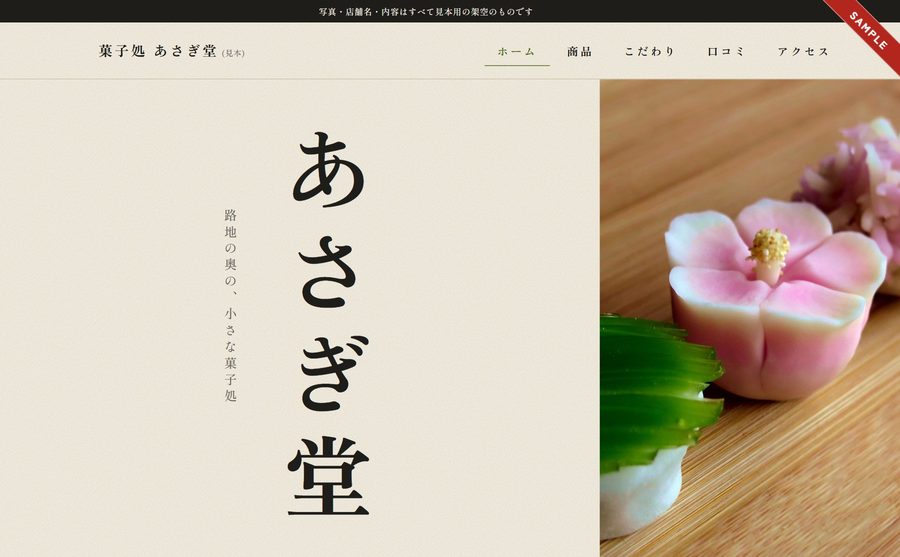 写真・店舗名・内容はすべて見本用の架空のものです
SAMPLE
菓子処 あさぎ堂 (見本)
ホーム
商品
こだわり
口コミ
アクセス
あさぎ堂
路地の奥の、小さな菓子処